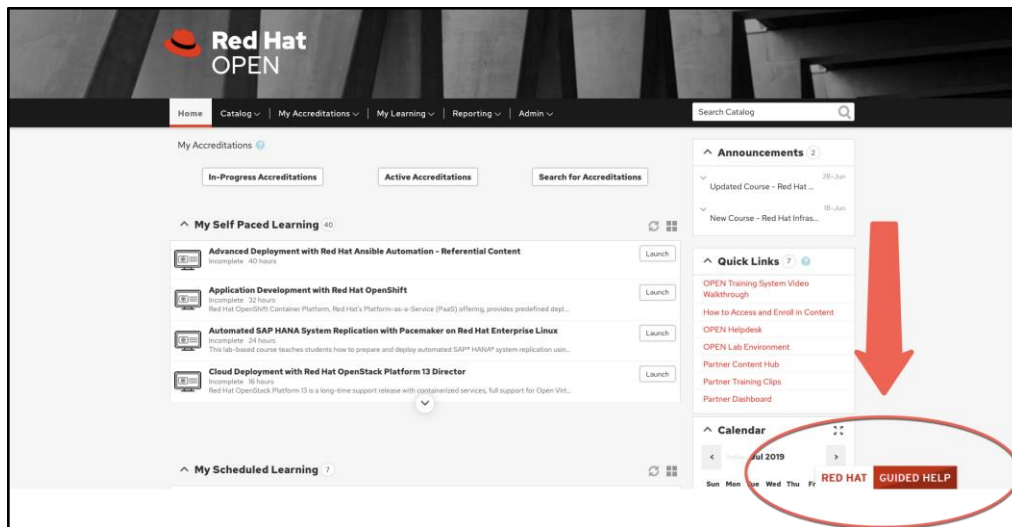 Red Hat
OPEN
Home
Catalog
My Accreditations
My Learning
Reporting
Admin
Search Catalog
My Accreditations
In-Progress Accreditations
Active Accreditations
Search for Accreditations
My Self Paced Learning 40
Advanced Deployment with Red Hat Ansible Automation - Referential Content
Incomplete 40 hours
Launch
Application Development with Red Hat OpenShift
Incomplete 32 hours
Red Hat OpenShift Container Platform, Red Hat's Platform-as-a-Service (PaaS) offering, provides predefined depl...
Launch
Automated SAP HANA System Replication with Pacemaker on Red Hat Enterprise Linux
Incomplete 24 hours
This lab-based course teaches students how to prepare and deploy automated SAP® HANA® system replication usin...
Launch
Cloud Deployment with Red Hat OpenStack Platform 13 Director
Incomplete 16 hours
Red Hat OpenStack Platform 13 is a long-time support release with containerized services, full support for Open Virt...
Launch
My Scheduled Learning 7
Announcements 2
28-Jun
Updated Course - Red Hat ...
18-Jun
New Course - Red Hat Infras...
Quick Links 7
OPEN Training System Video
Walkthrough
How to Access and Enroll in Content
OPEN Helpdesk
OPEN Lab Environment
Partner Content Hub
Partner Training Clips
Partner Dashboard
Calendar
Jul 2019
Sun Mon Tue Wed Thu Fr
RED HAT GUIDED HELP